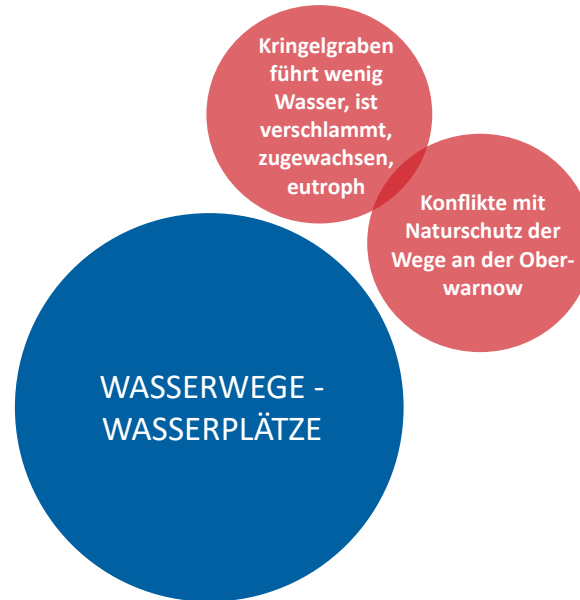 Kringelgraben
führt wenig
Wasser, ist
verschlammt,
zugewachsen,
eutroph
Konflikte mit
Naturschutz der
Wege an der Ober-
warnow
WASSERWEGE -
WASSERPLÄTZE